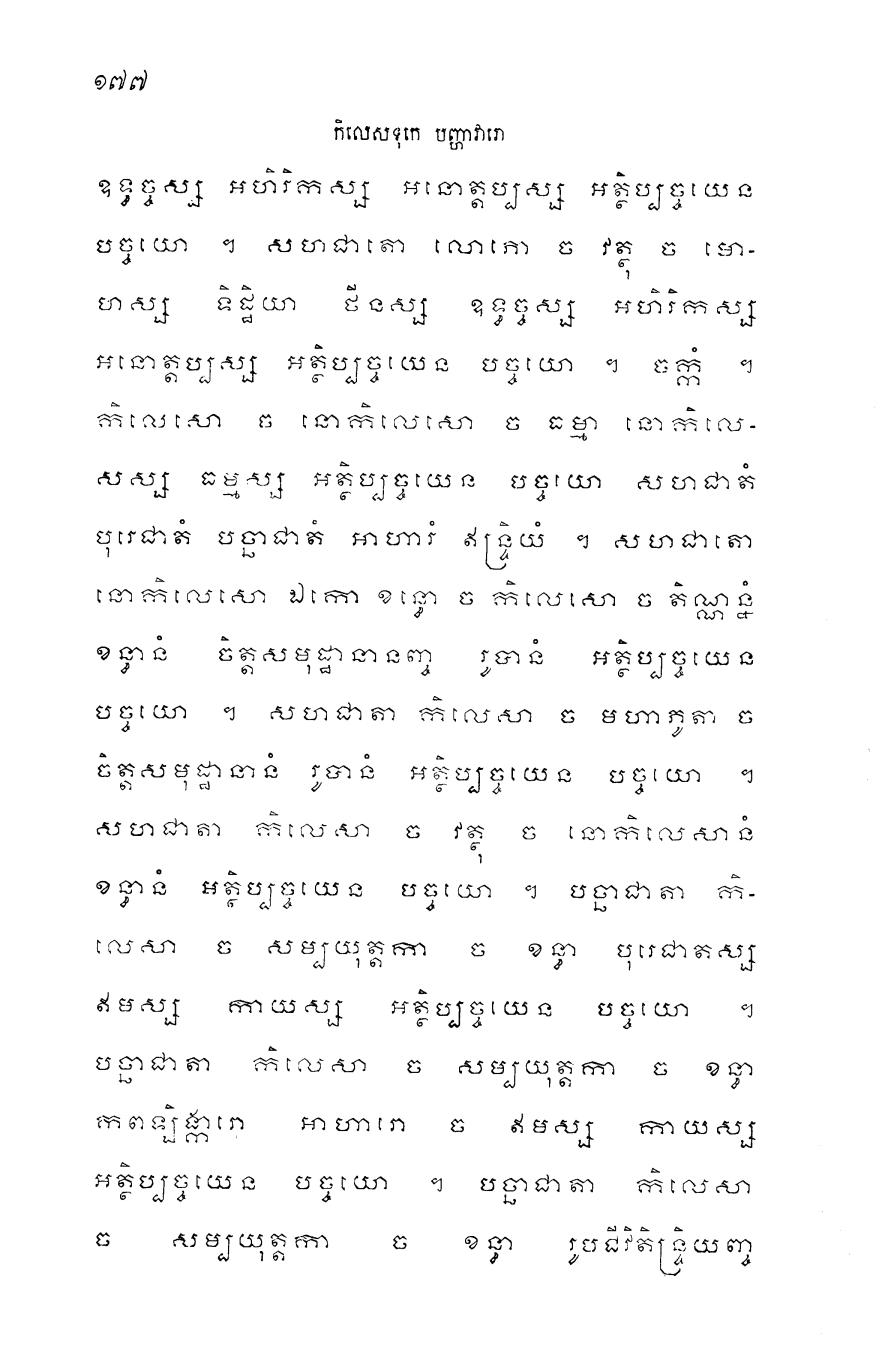 ១៧៧
កិលេសទុកេ បញ្ហាវារោ
ឧទ្ធច្ចស្ស អហិរិកស្ស អនោត្តប្បស្ស អត្ថិប្បច្ចយេន
បច្ចយោ ។ សហជាតោ លោភោ ច វត្ថុ ច មោ-
ហស្ស ទិដ្ឋិយា ថីនស្ស ឧទ្ធច្ចស្ស អហិរិកស្ស
អនោត្តប្បស្ស អត្ថិប្បច្ចយេន បច្ចយោ ។ ចក្កំ ។
កិលេសោ ច នោកិលេសោ ច ធម្មា នោកិលេ-
សស្ស ធម្មស្ស អត្ថិប្បច្ចយេន បច្ចយោ សហជាតំ
បុរេជាតំ បច្ឆាជាតំ អាហារំ ឥន្ទ្រិយំ ។ សហជាតោ
នោកិលេសោ ឯកោ ខន្ធោ ច កិលេសោ ច តិណ្ណន្នំ
ខន្ធានំ ចិត្តសមុដ្ឋានានញ្ច រូបានំ អត្ថិប្បច្ចយេន
បច្ចយោ ។ សហជាតា កិលេសា ច មហាភូតា ច
ចិត្តសមុដ្ឋានានំ រូបានំ អត្ថិប្បច្ចយេន បច្ចយោ ។
សហជាតា កិលេសា ច វត្ថុ ច នោកិលេសានំ
ខន្ធានំ អត្ថិប្បច្ចយេន បច្ចយោ ។ បច្ឆាជាតា កិ-
លេសា ច សម្បយុត្តកា ច ខន្ធា បុរេជាតស្ស
ឥមស្ស កាយស្ស អត្ថិប្បច្ចយេន បច្ចយោ ។
បច្ឆាជាតា កិលេសា ច សម្បយុត្តកា ច ខន្ធា
កពឡិង្ការោ អាហារោ ច ឥមស្ស កាយស្ស
អត្ថិប្បច្ចយេន បច្ចយោ ។ បច្ឆាជាតា កិលេសា
ច សម្បយុត្តកា ច ខន្ធា រូបជីវិតិន្ទ្រិយញ្ច